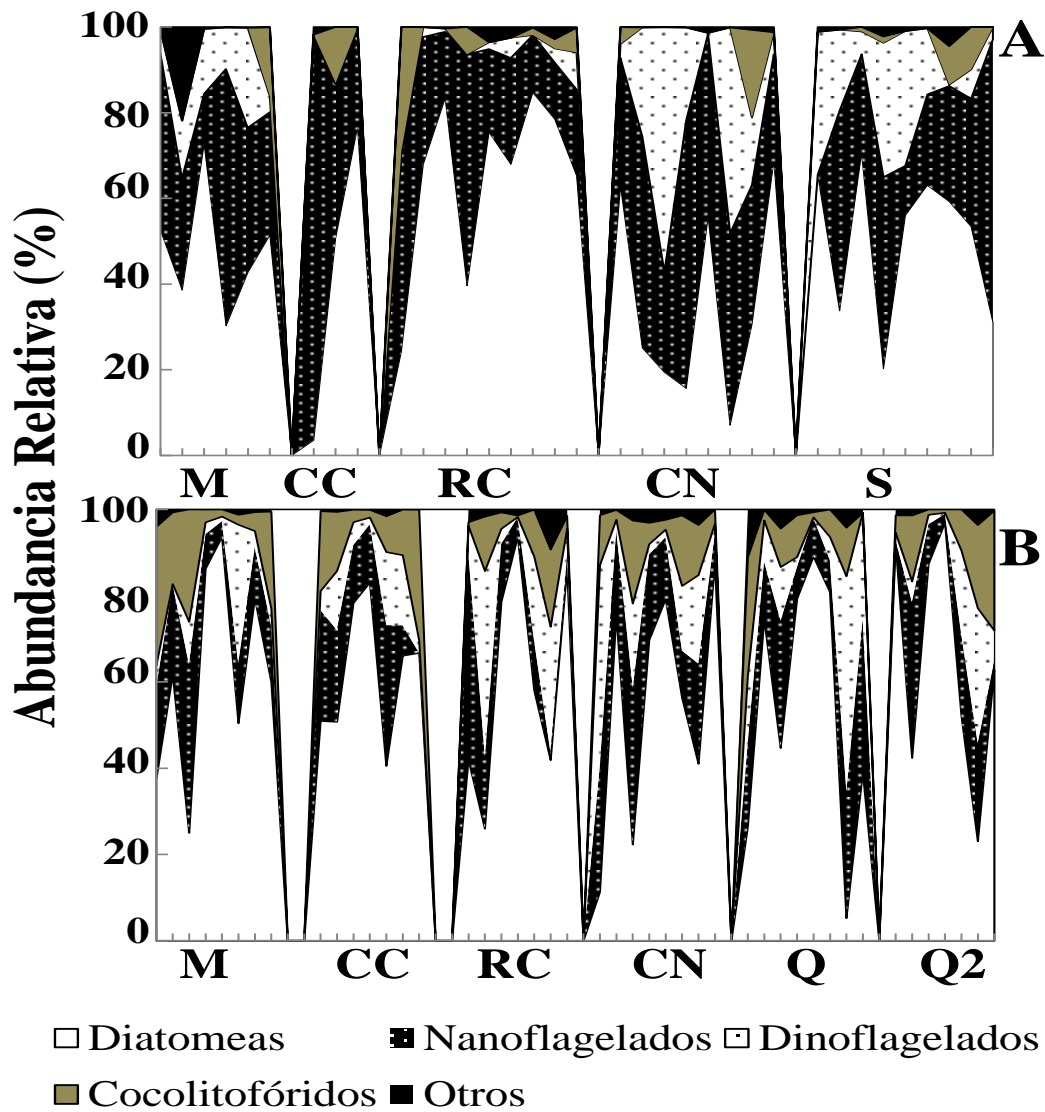 Abundancia Relativa (%)
100
80
60
40
20
0
A
M CC RC CN S
100
80
60
40
20
0
B
M CC RC CN Q Q2
Diatomeas Nanoflagelados Dinoflagelados
Cocolitofóridos Otros